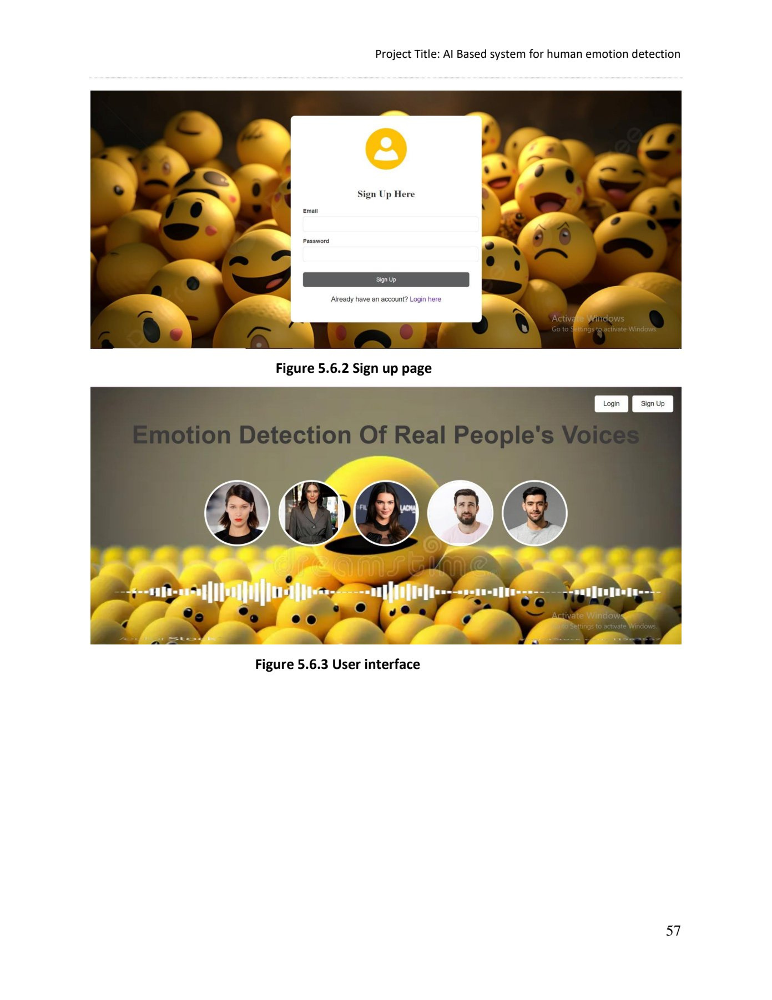 Project Title: AI Based system for human emotion detection
Sign Up Here
Email
Password
Sign Up
Already have an account? Login here
Activate Windows
Go to Settings to activate Windows.
Figure 5.6.2 Sign up page
Login
Sign Up
Emotion Detection Of Real People's Voices
dreamstime
Activate Windows
Go to Settings to activate Windows.
Figure 5.6.3 User interface
57